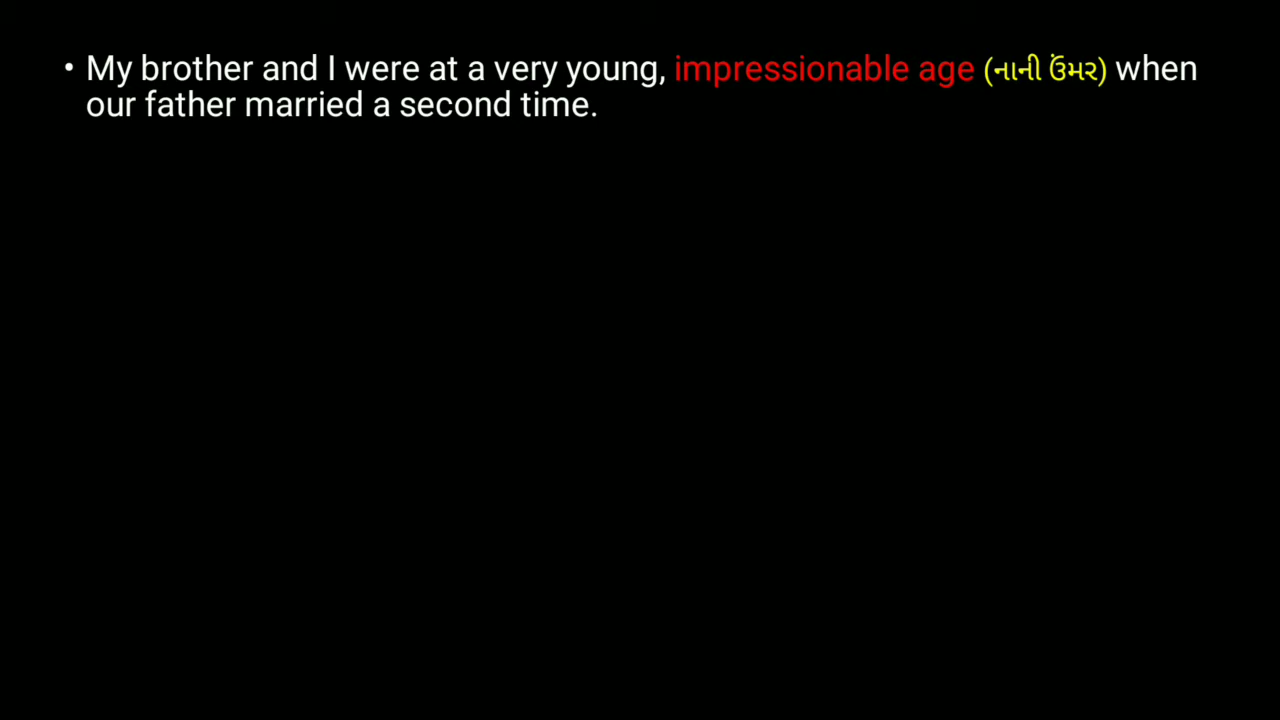 • My brother and I were at a very young, impressionable age (નાની ઉંમર) when
our father married a second time.